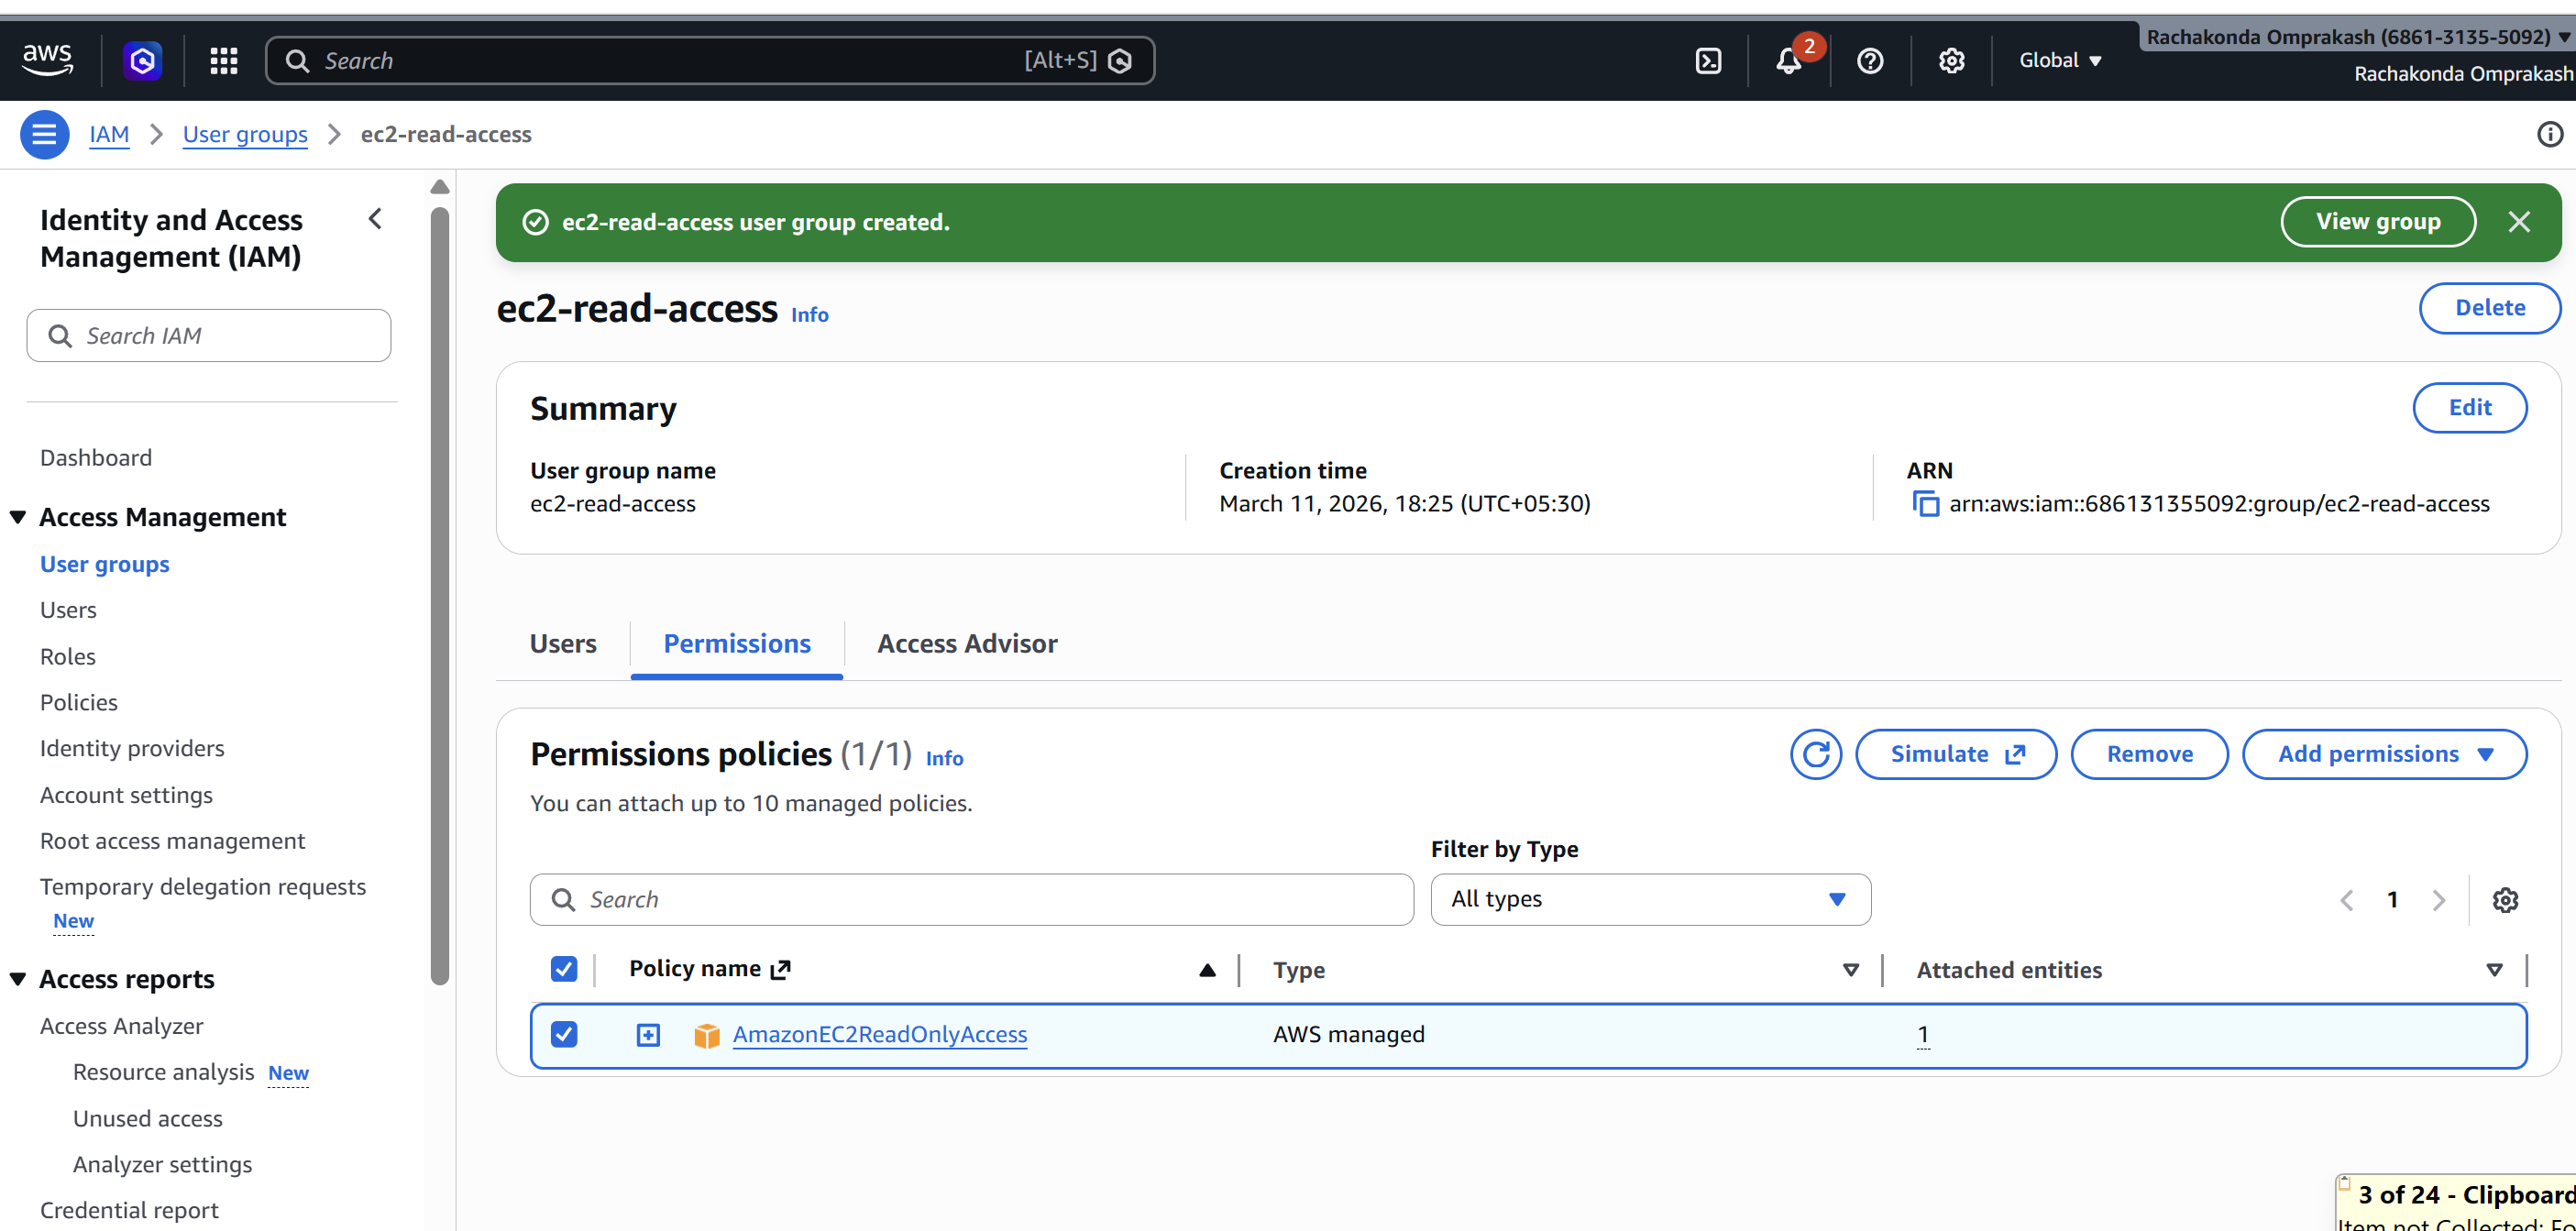 aws
Search
[Alt+S]
2
Global
Rachakonda Omprakash (6861-3135-5092)
Rachakonda Omprakash
IAM
User groups
ec2-read-access
Identity and Access
Management (IAM)
Search IAM
Dashboard
Access Management
User groups
Users
Roles
Policies
Identity providers
Account settings
Root access management
Temporary delegation requests
New
Access reports
Access Analyzer
Resource analysis New
Unused access
Analyzer settings
Credential report
ec2-read-access user group created.
View group
ec2-read-access Info
Delete
Summary
Edit
User group name
ec2-read-access
Creation time
March 11, 2026, 18:25 (UTC+05:30)
ARN
arn:aws:iam::686131355092:group/ec2-read-access
Users
Permissions
Access Advisor
Permissions policies (1/1) Info
Simulate
Remove
Add permissions
You can attach up to 10 managed policies.
Filter by Type
Search
All types
1
Policy name
Type
Attached entities
AmazonEC2ReadOnlyAccess
AWS managed
1
3 of 24 - Clipboard
Item not Collected: